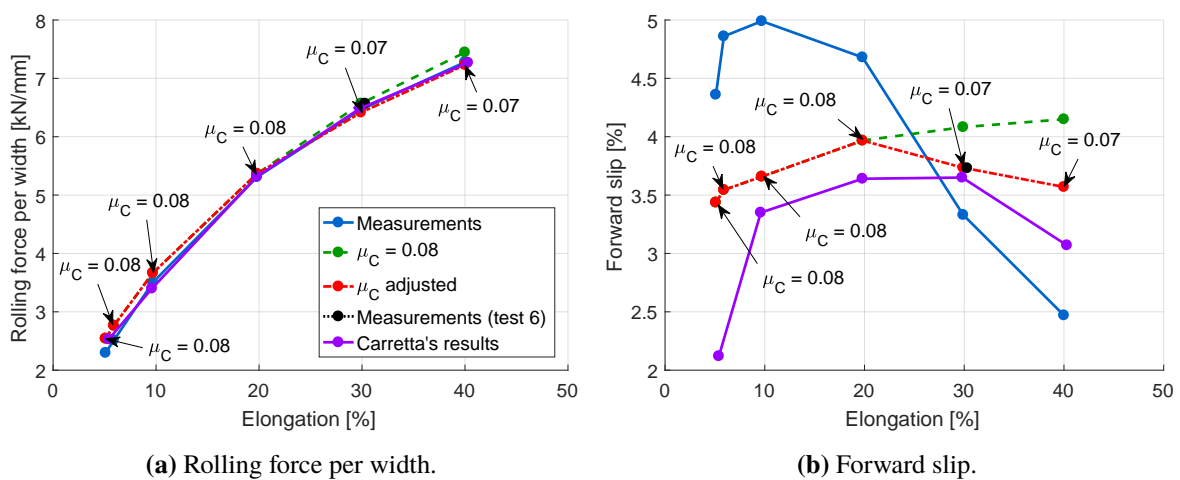 8
7
6
5
4
3
2
0
10
20
30
40
50
Rolling force per width [kN/mm]
Elongation [%]
μC = 0.07
μC = 0.07
μC = 0.08
μC = 0.08
μC = 0.08
μC = 0.08
Measurements
μC = 0.08
μC adjusted
Measurements (test 6)
Carretta's results
(a) Rolling force per width.
5
4.5
4
3.5
3
2.5
2
0
10
20
30
40
50
Forward slip [%]
Elongation [%]
μC = 0.08
μC = 0.07
μC = 0.08
μC = 0.07
μC = 0.08
μC = 0.08
(b) Forward slip.